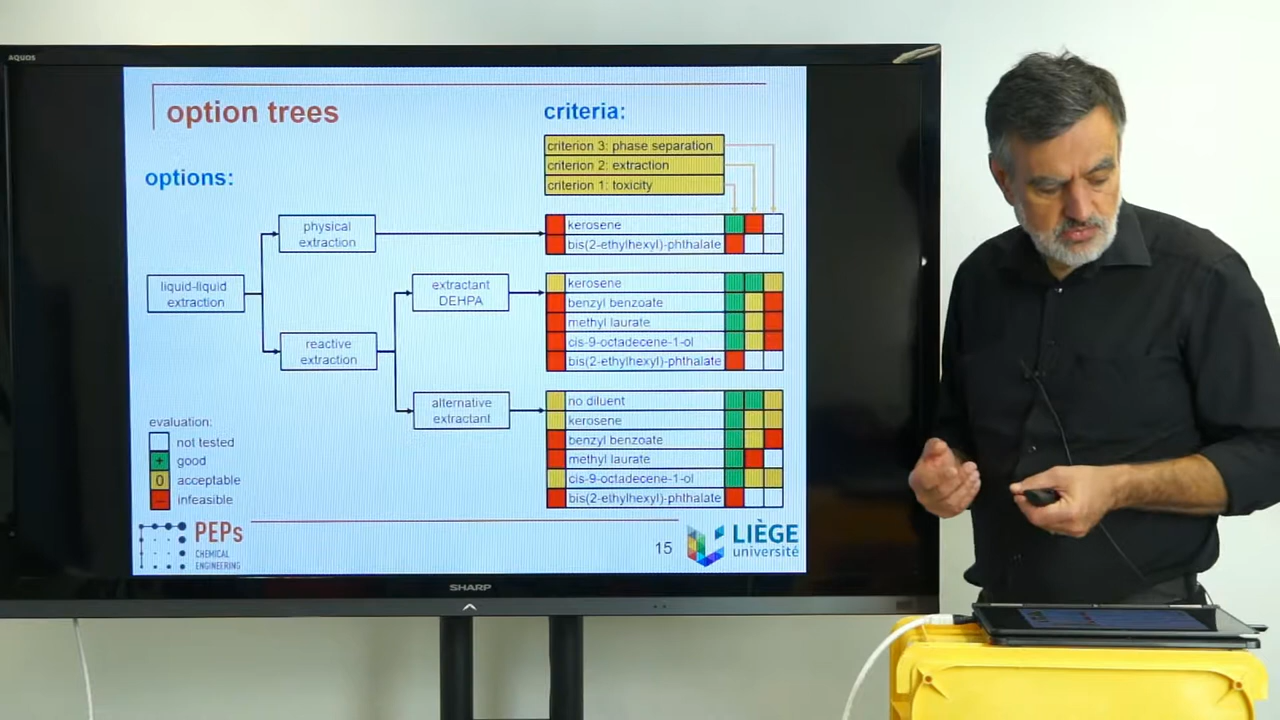 AQUOS
option trees
criteria:
criterion 3: phase separation
criterion 2: extraction
criterion 1: toxicity
options:
physical
extraction
kerosene
bis(2-ethylhexyl)-phthalate
liquid-liquid
extraction
extractant
DEHPA
kerosene
benzyl benzoate
methyl laurate
cis-9-octadecene-1-ol
bis(2-ethylhexyl)-phthalate
reactive
extraction
alternative
extractant
no diluent
kerosene
benzyl benzoate
methyl laurate
cis-9-octadecene-1-ol
bis(2-ethylhexyl)-phthalate
evaluation:
not tested
+ good
0 acceptable
– infeasible
PEPs
CHEMICAL
ENGINEERING
15
LIÈGE
université
SHARP